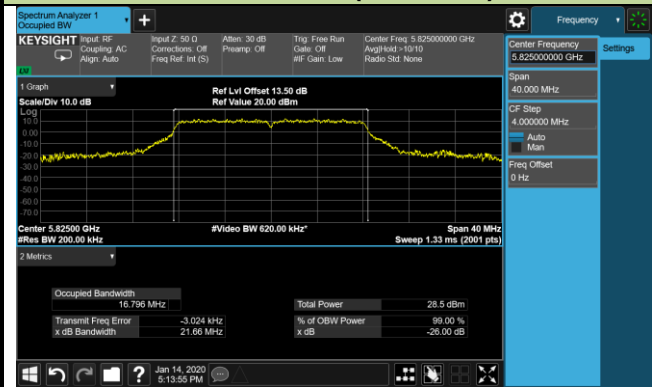 Spectrum Analyzer 1
Occupied BW
+
Frequency
KEYSIGHT
Input: RF
Coupling: AC
Align: Auto
Input Z: 50 Ω
Corrections: Off
Freq Ref: Int (S)
Atten: 30 dB
Preamp: Off
Trig: Free Run
Gate: Off
#IF Gain: Low
Center Freq: 5.825000000 GHz
Avg|Hold:>10/10
Radio Std: None
Center Frequency
5.825000000 GHz
Settings
Span
40.000 MHz
CF Step
4.000000 MHz
Auto
Man
Freq Offset
0 Hz
1 Graph
Scale/Div 10.0 dB
Ref Lvl Offset 13.50 dB
Ref Value 20.00 dBm
Log
10.0
0.00
-10.0
-20.0
-30.0
-40.0
-50.0
-60.0
-70.0
Center 5.82500 GHz
#Res BW 200.00 kHz
#Video BW 620.00 kHz*
Span 40 MHz
Sweep 1.33 ms (2001 pts)
2 Metrics
Occupied Bandwidth
16.796 MHz
Total Power 28.5 dBm
Transmit Freq Error -3.024 kHz
% of OBW Power 99.00 %
x dB Bandwidth 21.66 MHz
x dB -26.00 dB
?
Jan 14, 2020
5:13:55 PM